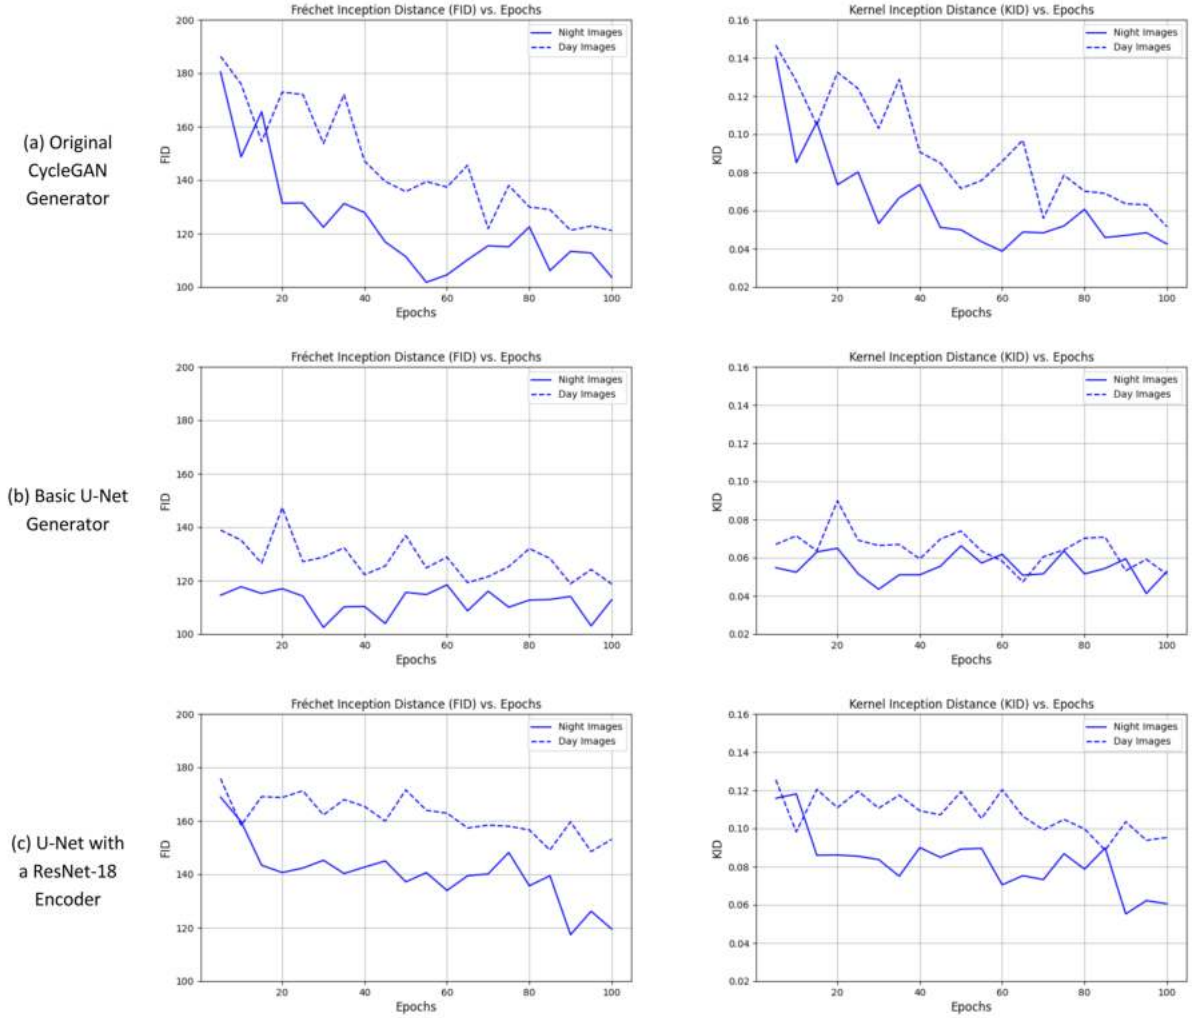 (a) Original
CycleGAN
Generator
Fréchet Inception Distance (FID) vs. Epochs
Night Images
Day Images
FID
200
180
160
140
120
100
20
40
60
80
100
Epochs
Kernel Inception Distance (KID) vs. Epochs
Night Images
Day Images
KID
0.16
0.14
0.12
0.10
0.08
0.06
0.04
0.02
20
40
60
80
100
Epochs
(b) Basic U-Net
Generator
Fréchet Inception Distance (FID) vs. Epochs
Night Images
Day Images
FID
200
180
160
140
120
100
20
40
60
80
100
Epochs
Kernel Inception Distance (KID) vs. Epochs
Night Images
Day Images
KID
0.16
0.14
0.12
0.10
0.08
0.06
0.04
0.02
20
40
60
80
100
Epochs
(c) U-Net with
a ResNet-18
Encoder
Fréchet Inception Distance (FID) vs. Epochs
Night Images
Day Images
FID
200
180
160
140
120
100
20
40
60
80
100
Epochs
Kernel Inception Distance (KID) vs. Epochs
Night Images
Day Images
KID
0.16
0.14
0.12
0.10
0.08
0.06
0.04
0.02
20
40
60
80
100
Epochs